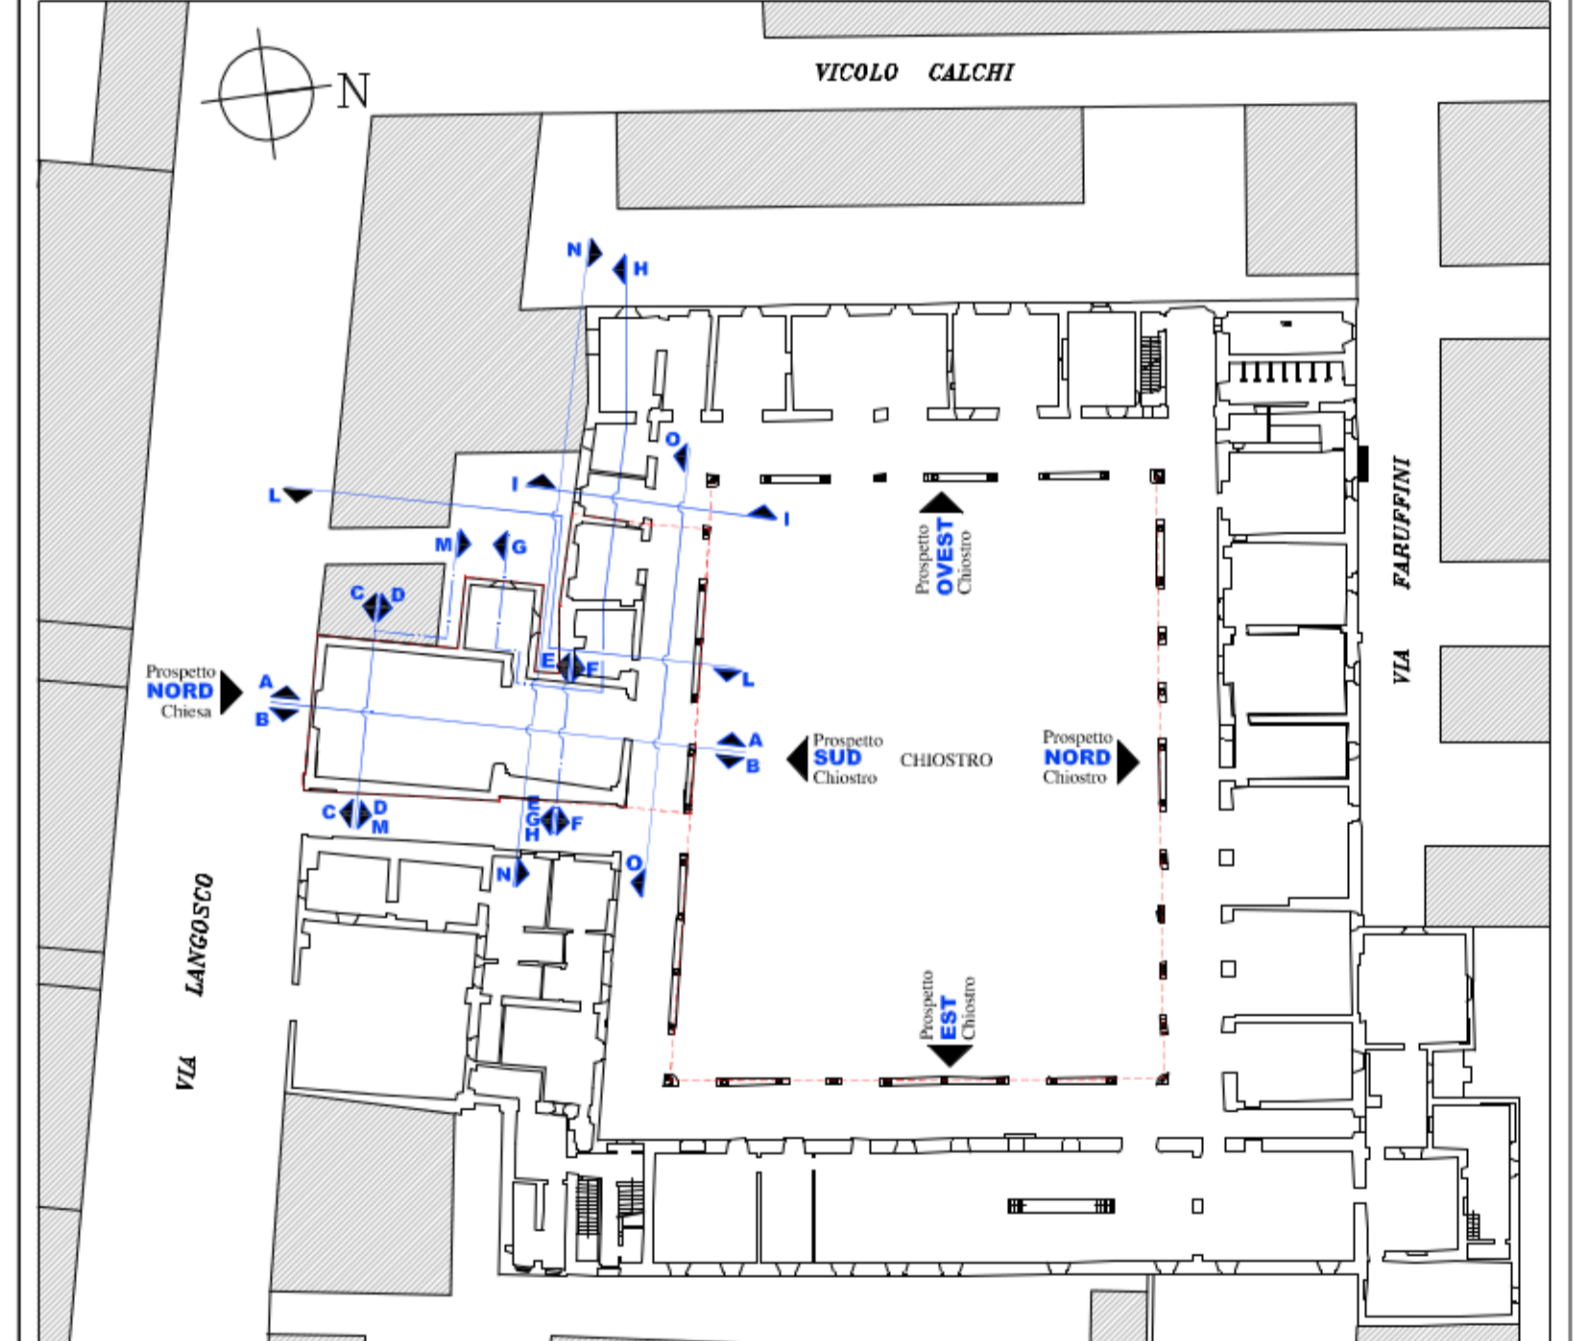 VICOLO CALCHI
N
N
H
O
L
I
I
M
G
C
D
E
F
L
Prospetto
NORD
Chiesa
A
B
A
B
C
D
M
E
G
H
F
N
O
Prospetto
OVEST
Chiostro
Prospetto
SUD
Chiostro
CHIOSTRO
Prospetto
NORD
Chiostro
Prospetto
EST
Chiostro
VIA FARUFFINI
VIA LANGOSCO